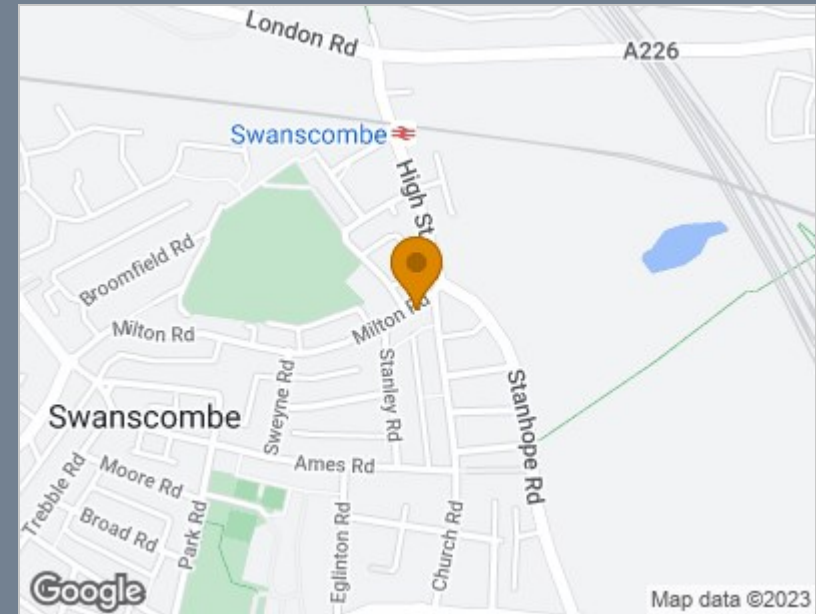 London Rd
A226
Swanscombe
High St
Broomfield Rd
Milton Rd
Milton Rd
Stanley Rd
Sweyne Rd
Swanscombe
Stanhope Rd
Ames Rd
Moore Rd
Trebble Rd
Broad Rd
Park Rd
Eglinton Rd
Church Rd
Google
Map data ©2023